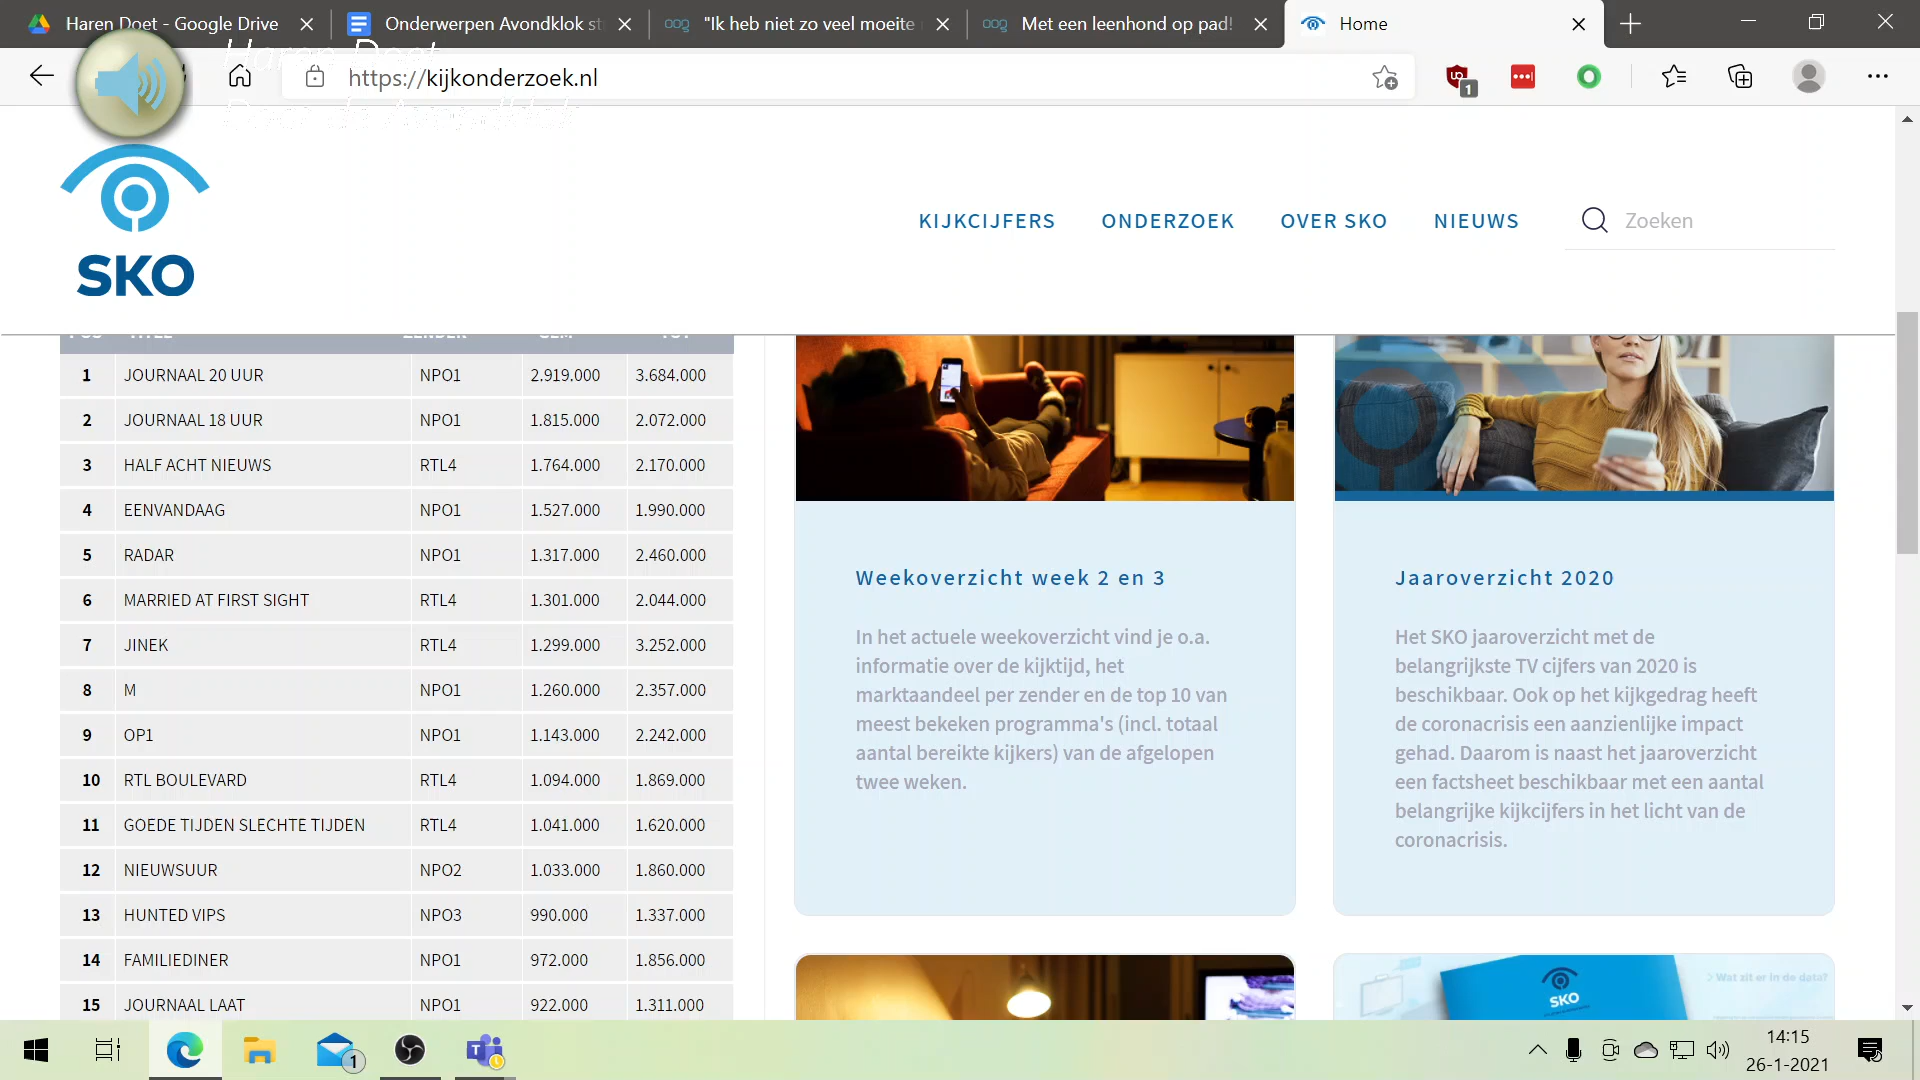 Haren Doet - Google Drive
Onderwerpen Avondklok st
"Ik heb niet zo veel moeite
Met een leenhond op pad!
Home
Haren Doet
https://kijkonderzoek.nl
1
Door de Avondklok
SKO
KIJKCIJFERS
ONDERZOEK
OVER SKO
NIEUWS
Zoeken
POS TITEL ZENDER GEM TOT
1 JOURNAAL 20 UUR NPO1 2.919.000 3.684.000
2 JOURNAAL 18 UUR NPO1 1.815.000 2.072.000
3 HALF ACHT NIEUWS RTL4 1.764.000 2.170.000
4 EENVANDAAG NPO1 1.527.000 1.990.000
5 RADAR NPO1 1.317.000 2.460.000
6 MARRIED AT FIRST SIGHT RTL4 1.301.000 2.044.000
7 JINEK RTL4 1.299.000 3.252.000
8 M NPO1 1.260.000 2.357.000
9 OP1 NPO1 1.143.000 2.242.000
10 RTL BOULEVARD RTL4 1.094.000 1.869.000
11 GOEDE TIJDEN SLECHTE TIJDEN RTL4 1.041.000 1.620.000
12 NIEUWSUUR NPO2 1.033.000 1.860.000
13 HUNTED VIPS NPO3 990.000 1.337.000
14 FAMILIEDINER NPO1 972.000 1.856.000
15 JOURNAAL LAAT NPO1 922.000 1.311.000
Weekoverzicht week 2 en 3
In het actuele weekoverzicht vind je o.a.
informatie over de kijktijd, het
marktaandeel per zender en de top 10 van
meest bekeken programma's (incl. totaal
aantal bereikte kijkers) van de afgelopen
twee weken.
Jaaroverzicht 2020
Het SKO jaaroverzicht met de
belangrijkste TV cijfers van 2020 is
beschikbaar. Ook op het kijkgedrag heeft
de coronacrisis een aanzienlijke impact
gehad. Daarom is naast het jaaroverzicht
een factsheet beschikbaar met een aantal
belangrijke kijkcijfers in het licht van de
coronacrisis.
SKO
> Wat zit er in de data?
1
14:15
26-1-2021